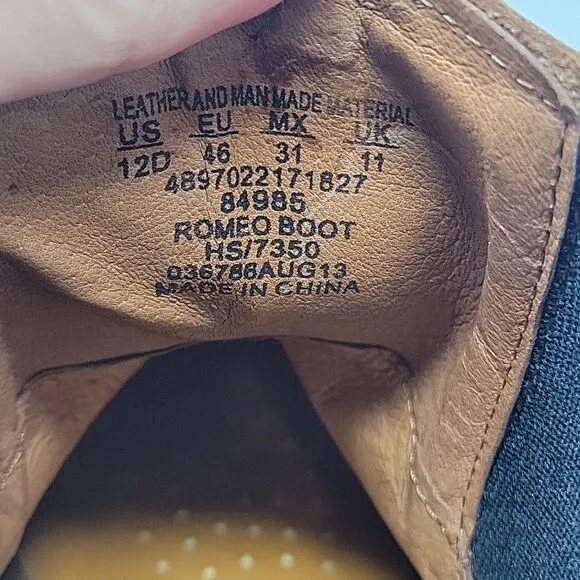 LEATHER AND MAN MADE MATERIAL
US EU MX UK
12D 46 31 11
4897022171827
84985
ROMEO BOOT
HS/7350
036786AUG13
MADE IN CHINA